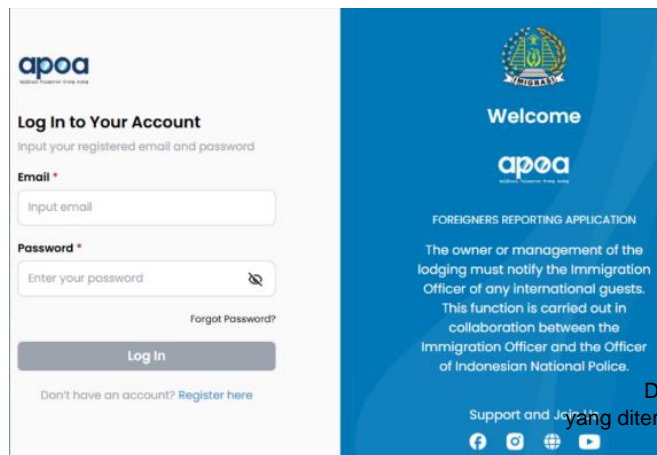 apoa
Log In to Your Account
Input your registered email and password
Email *
Input email
Password *
Enter your password
Forgot Password?
Log In
Don't have an account? Register here
IMIGRASI
Welcome
apoa
FOREIGNERS REPORTING APPLICATION
The owner or management of the
lodging must notify the Immigration
Officer of any international guests.
This function is carried out in
collaboration between the
Immigration Officer and the Officer
of Indonesian National Police.
D
Support and Join Us
yang diter